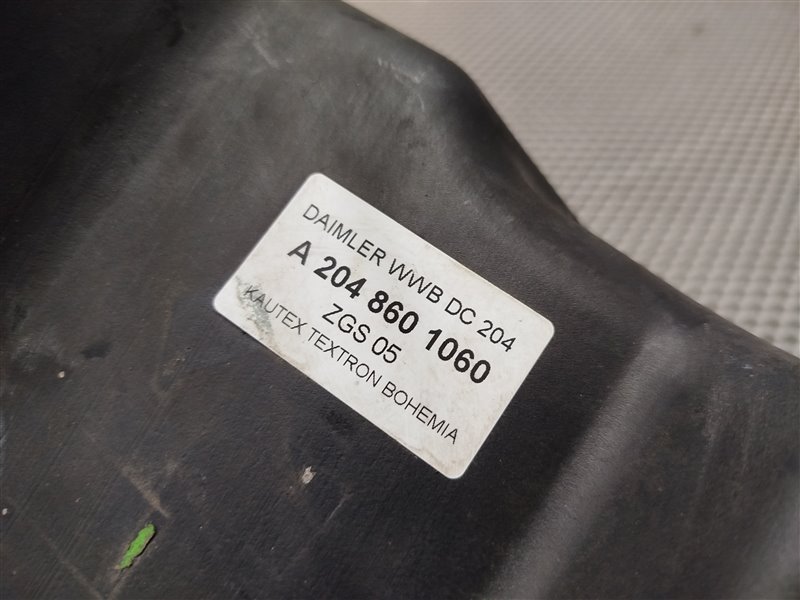 DAIMLER WWB DC 204
A 204 860 1060
ZGS 05
KAUTEX TEXTRON BOHEMIA